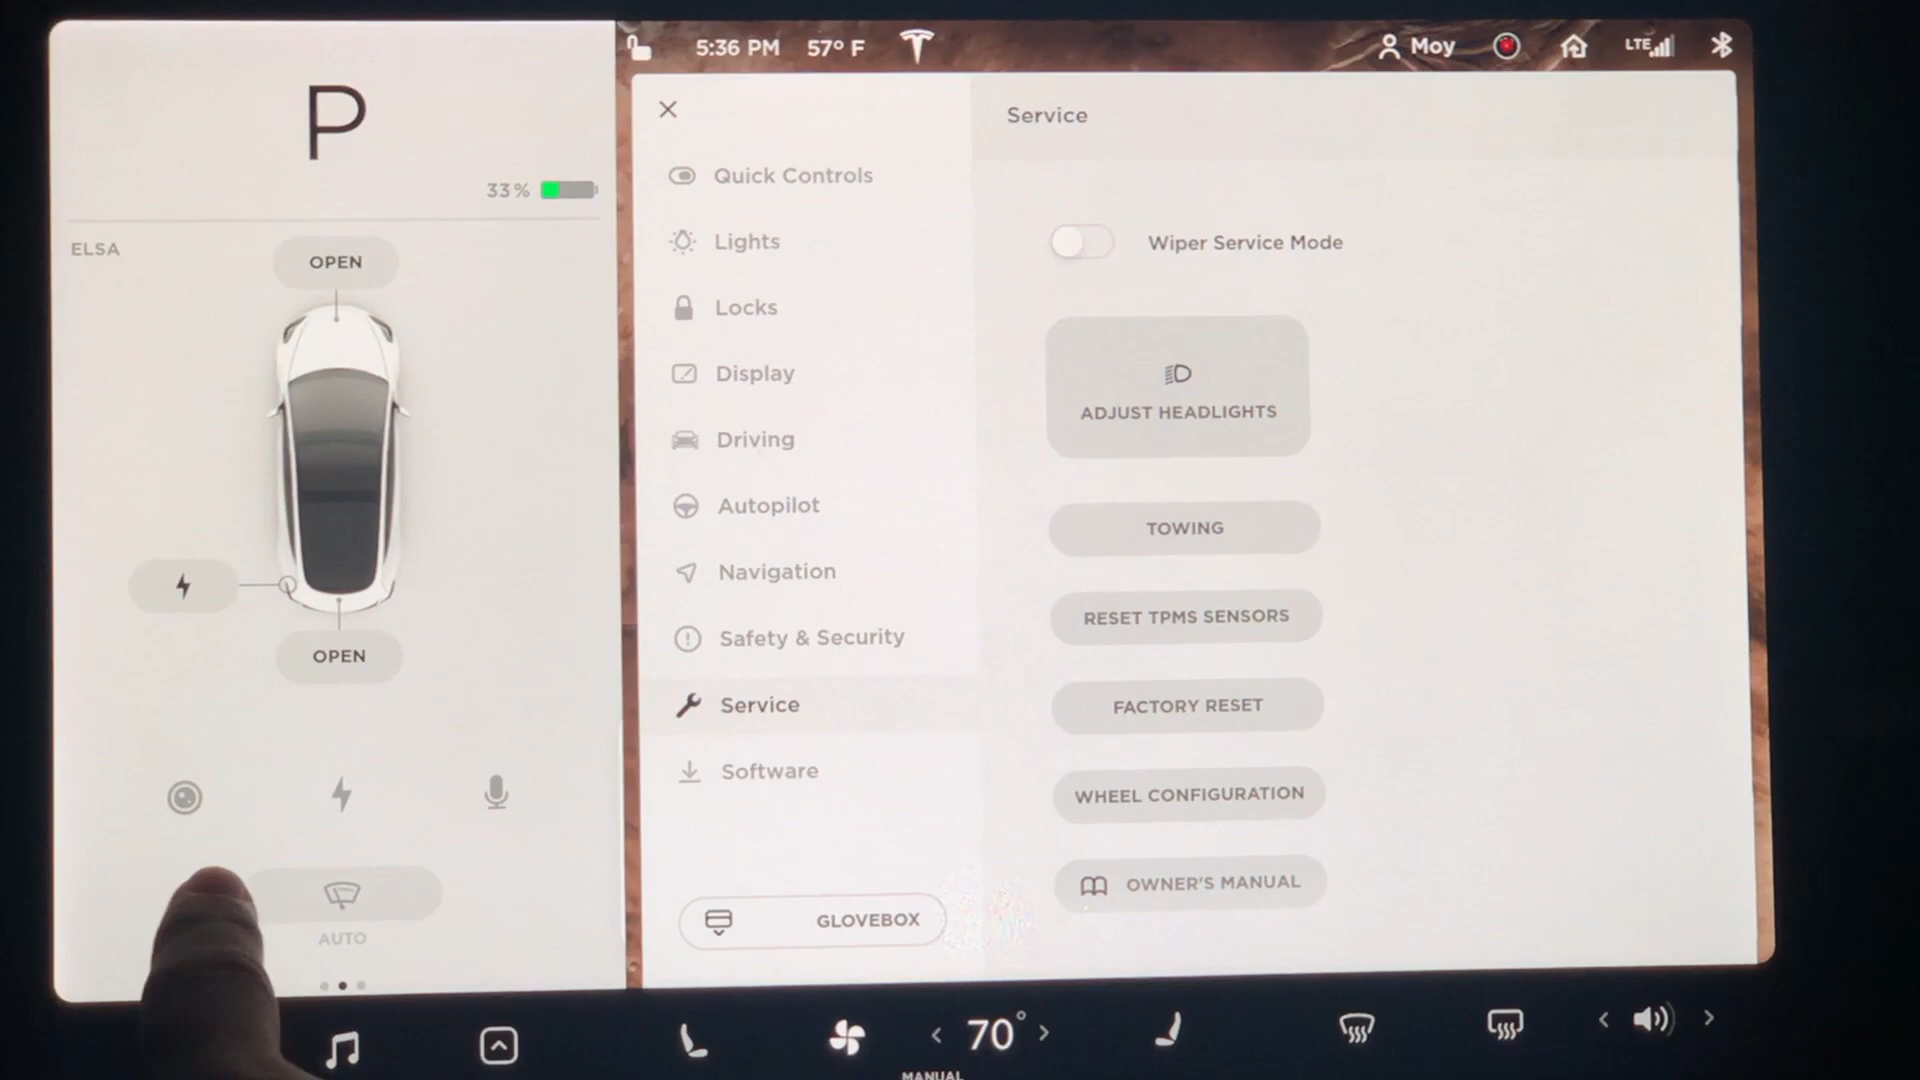 P
33%
ELSA
OPEN
OPEN
AUTO
5:36 PM 57° F
Moy
LTE
Quick Controls
Lights
Locks
Display
Driving
Autopilot
Navigation
Safety & Security
Service
Software
GLOVEBOX
Service
Wiper Service Mode
ADJUST HEADLIGHTS
TOWING
RESET TPMS SENSORS
FACTORY RESET
WHEEL CONFIGURATION
OWNER'S MANUAL
70°
MANUAL